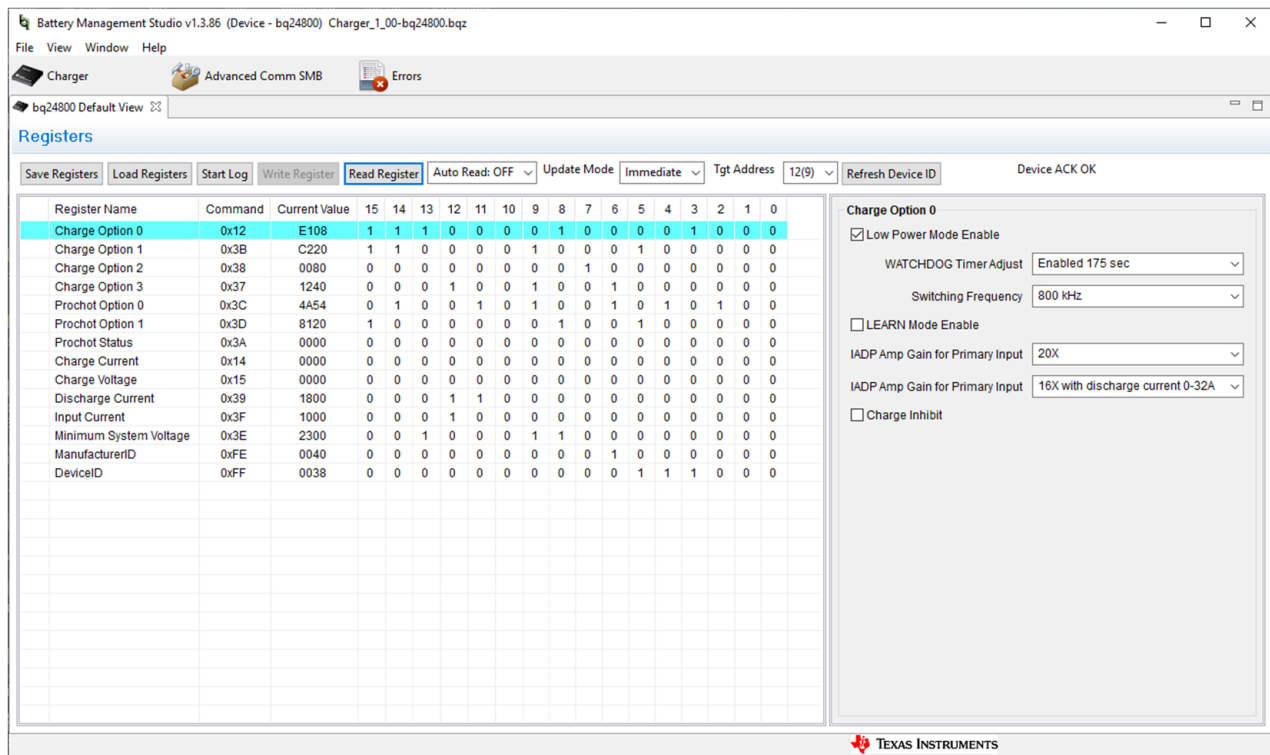 Battery Management Studio v1.3.86 (Device - bq24800) Charger_1_00-bq24800.bqz
File View Window Help
Charger Advanced Comm SMB Errors
bq24800 Default View
Registers
Save Registers Load Registers Start Log Write Register Read Register Auto Read: OFF Update Mode Immediate Tgt Address 12(9) Refresh Device ID Device ACK OK
Register Name Command Current Value 15 14 13 12 11 10 9 8 7 6 5 4 3 2 1 0
Charge Option 0 0x12 E108 1 1 1 0 0 0 0 1 0 0 0 0 1 0 0 0
Charge Option 1 0x3B C220 1 1 0 0 0 0 1 0 0 0 1 0 0 0 0 0
Charge Option 2 0x38 0080 0 0 0 0 0 0 0 0 1 0 0 0 0 0 0 0
Charge Option 3 0x37 1240 0 0 0 1 0 0 1 0 0 1 0 0 0 0 0 0
Prochot Option 0 0x3C 4A54 0 1 0 0 1 0 1 0 0 1 0 1 0 1 0 0
Prochot Option 1 0x3D 8120 1 0 0 0 0 0 0 1 0 0 1 0 0 0 0 0
Prochot Status 0x3A 0000 0 0 0 0 0 0 0 0 0 0 0 0 0 0 0 0
Charge Current 0x14 0000 0 0 0 0 0 0 0 0 0 0 0 0 0 0 0 0
Charge Voltage 0x15 0000 0 0 0 0 0 0 0 0 0 0 0 0 0 0 0 0
Discharge Current 0x39 1800 0 0 0 1 1 0 0 0 0 0 0 0 0 0 0 0
Input Current 0x3F 1000 0 0 0 1 0 0 0 0 0 0 0 0 0 0 0 0
Minimum System Voltage 0x3E 2300 0 0 1 0 0 0 1 1 0 0 0 0 0 0 0 0
ManufacturerID 0xFE 0040 0 0 0 0 0 0 0 0 0 1 0 0 0 0 0 0
DeviceID 0xFF 0038 0 0 0 0 0 0 0 0 0 0 1 1 1 0 0 0
Charge Option 0
Low Power Mode Enable
WATCHDOG Timer Adjust Enabled 175 sec
Switching Frequency 800 kHz
LEARN Mode Enable
IADP Amp Gain for Primary Input 20X
IADP Amp Gain for Primary Input 16X with discharge current 0-32A
Charge Inhibit
TEXAS INSTRUMENTS